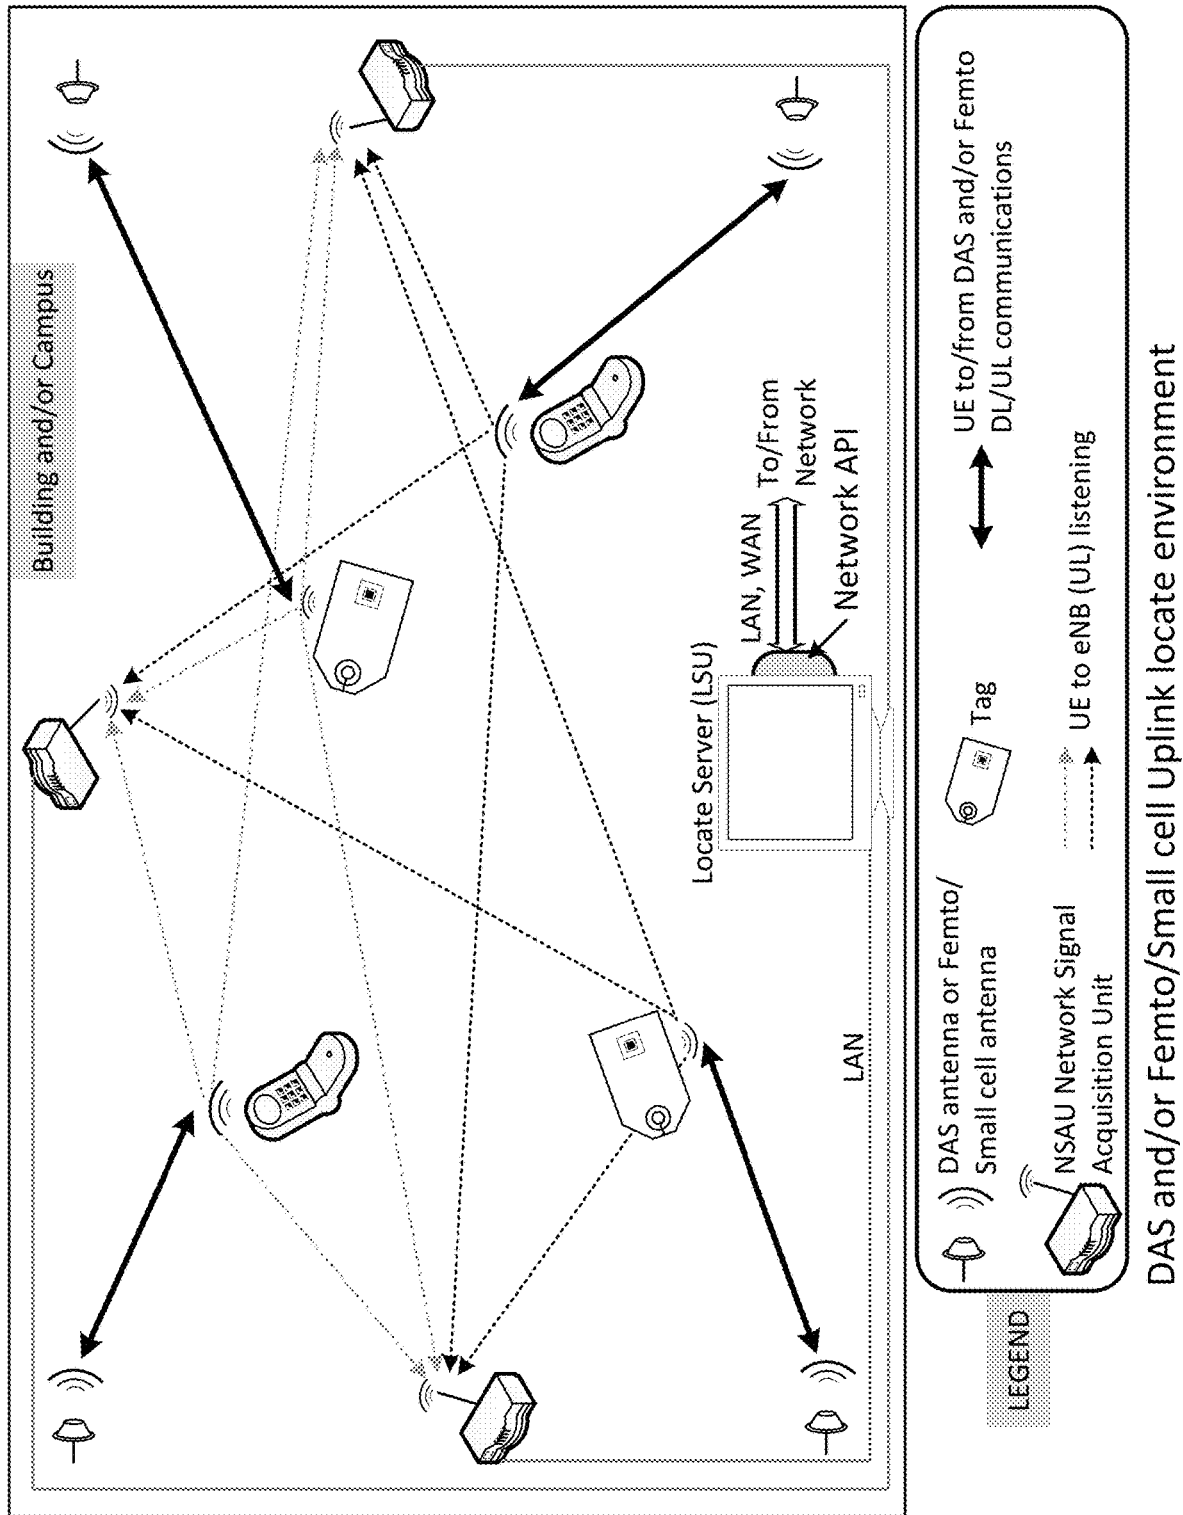 Building and/or Campus
Locate Server (LSU)
LAN, WAN
To/From
Network
Network API
LAN
LEGEND
DAS antenna or Femto/
Small cell antenna
Tag
UE to/from DAS and/or Femto
DL/UL communications
NSAU Network Signal
Acquisition Unit
UE to eNB (UL) listening
DAS and/or Femto/Small cell Uplink locate environment